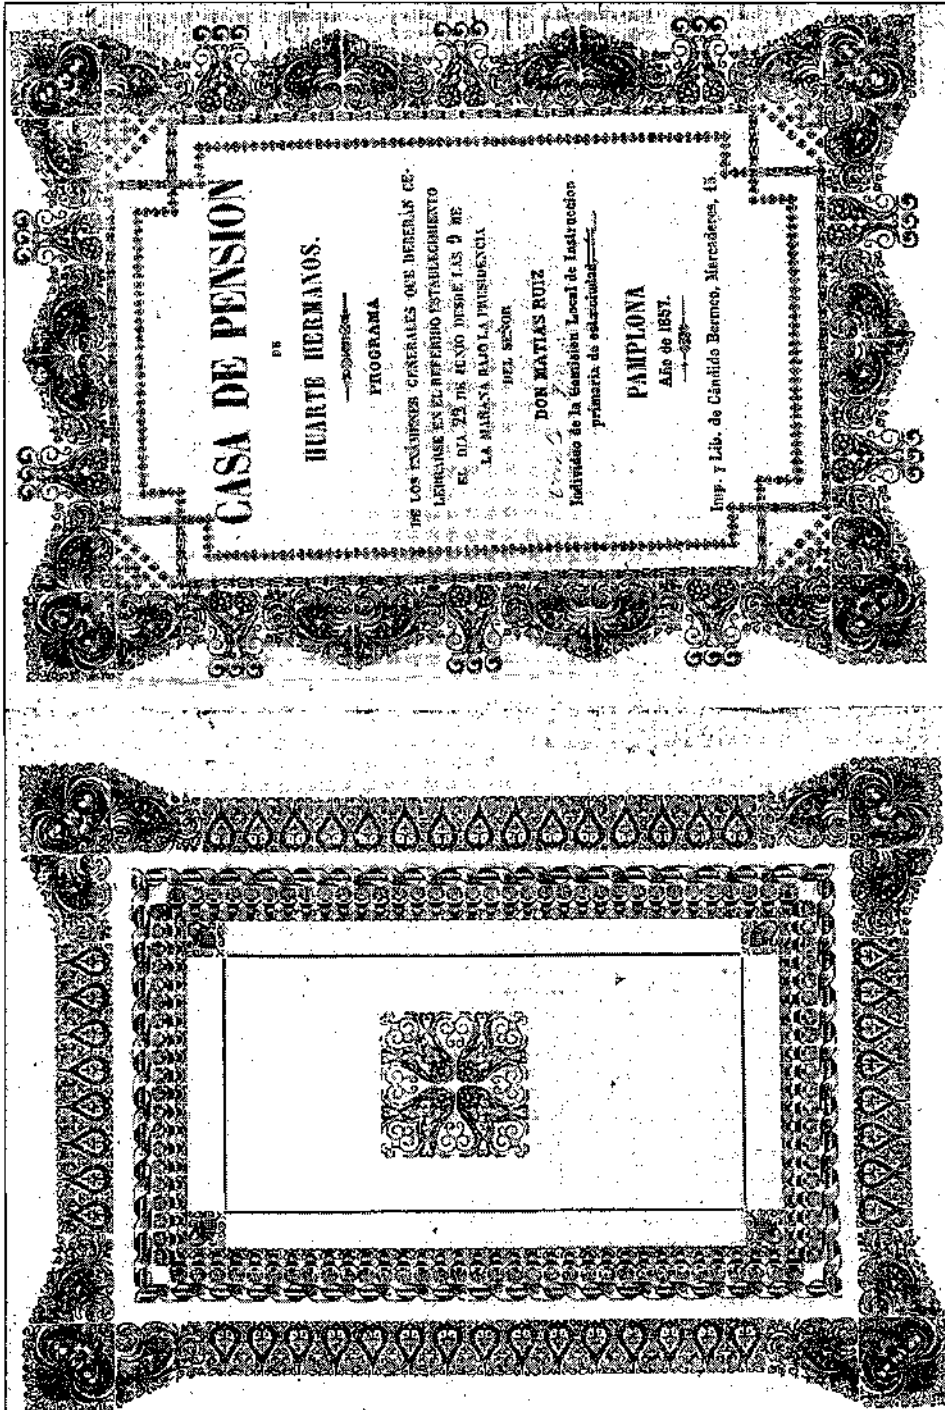 CASA DE PENSION
DE
HUARTE HERMANOS.
PROGRAMA
DE LOS EXÁMENES GENERALES QUE DEBERÁN CE-
LEBRARSE EN EL REFERIDO ESTABLECIMIENTO
EL DIA 22 DE JUNIO DESDE LAS 9 DE
LA MAÑANA BAJO LA PRESIDENCIA
DEL SEÑOR
DON MATIAS RUIZ
Individuo de la Comision Local de Instruccion
primaria de esta ciudad
PAMPLONA
Año de 1857.
Imp. y Lib. de Cándido Bermeo, Mercaderes, 15.